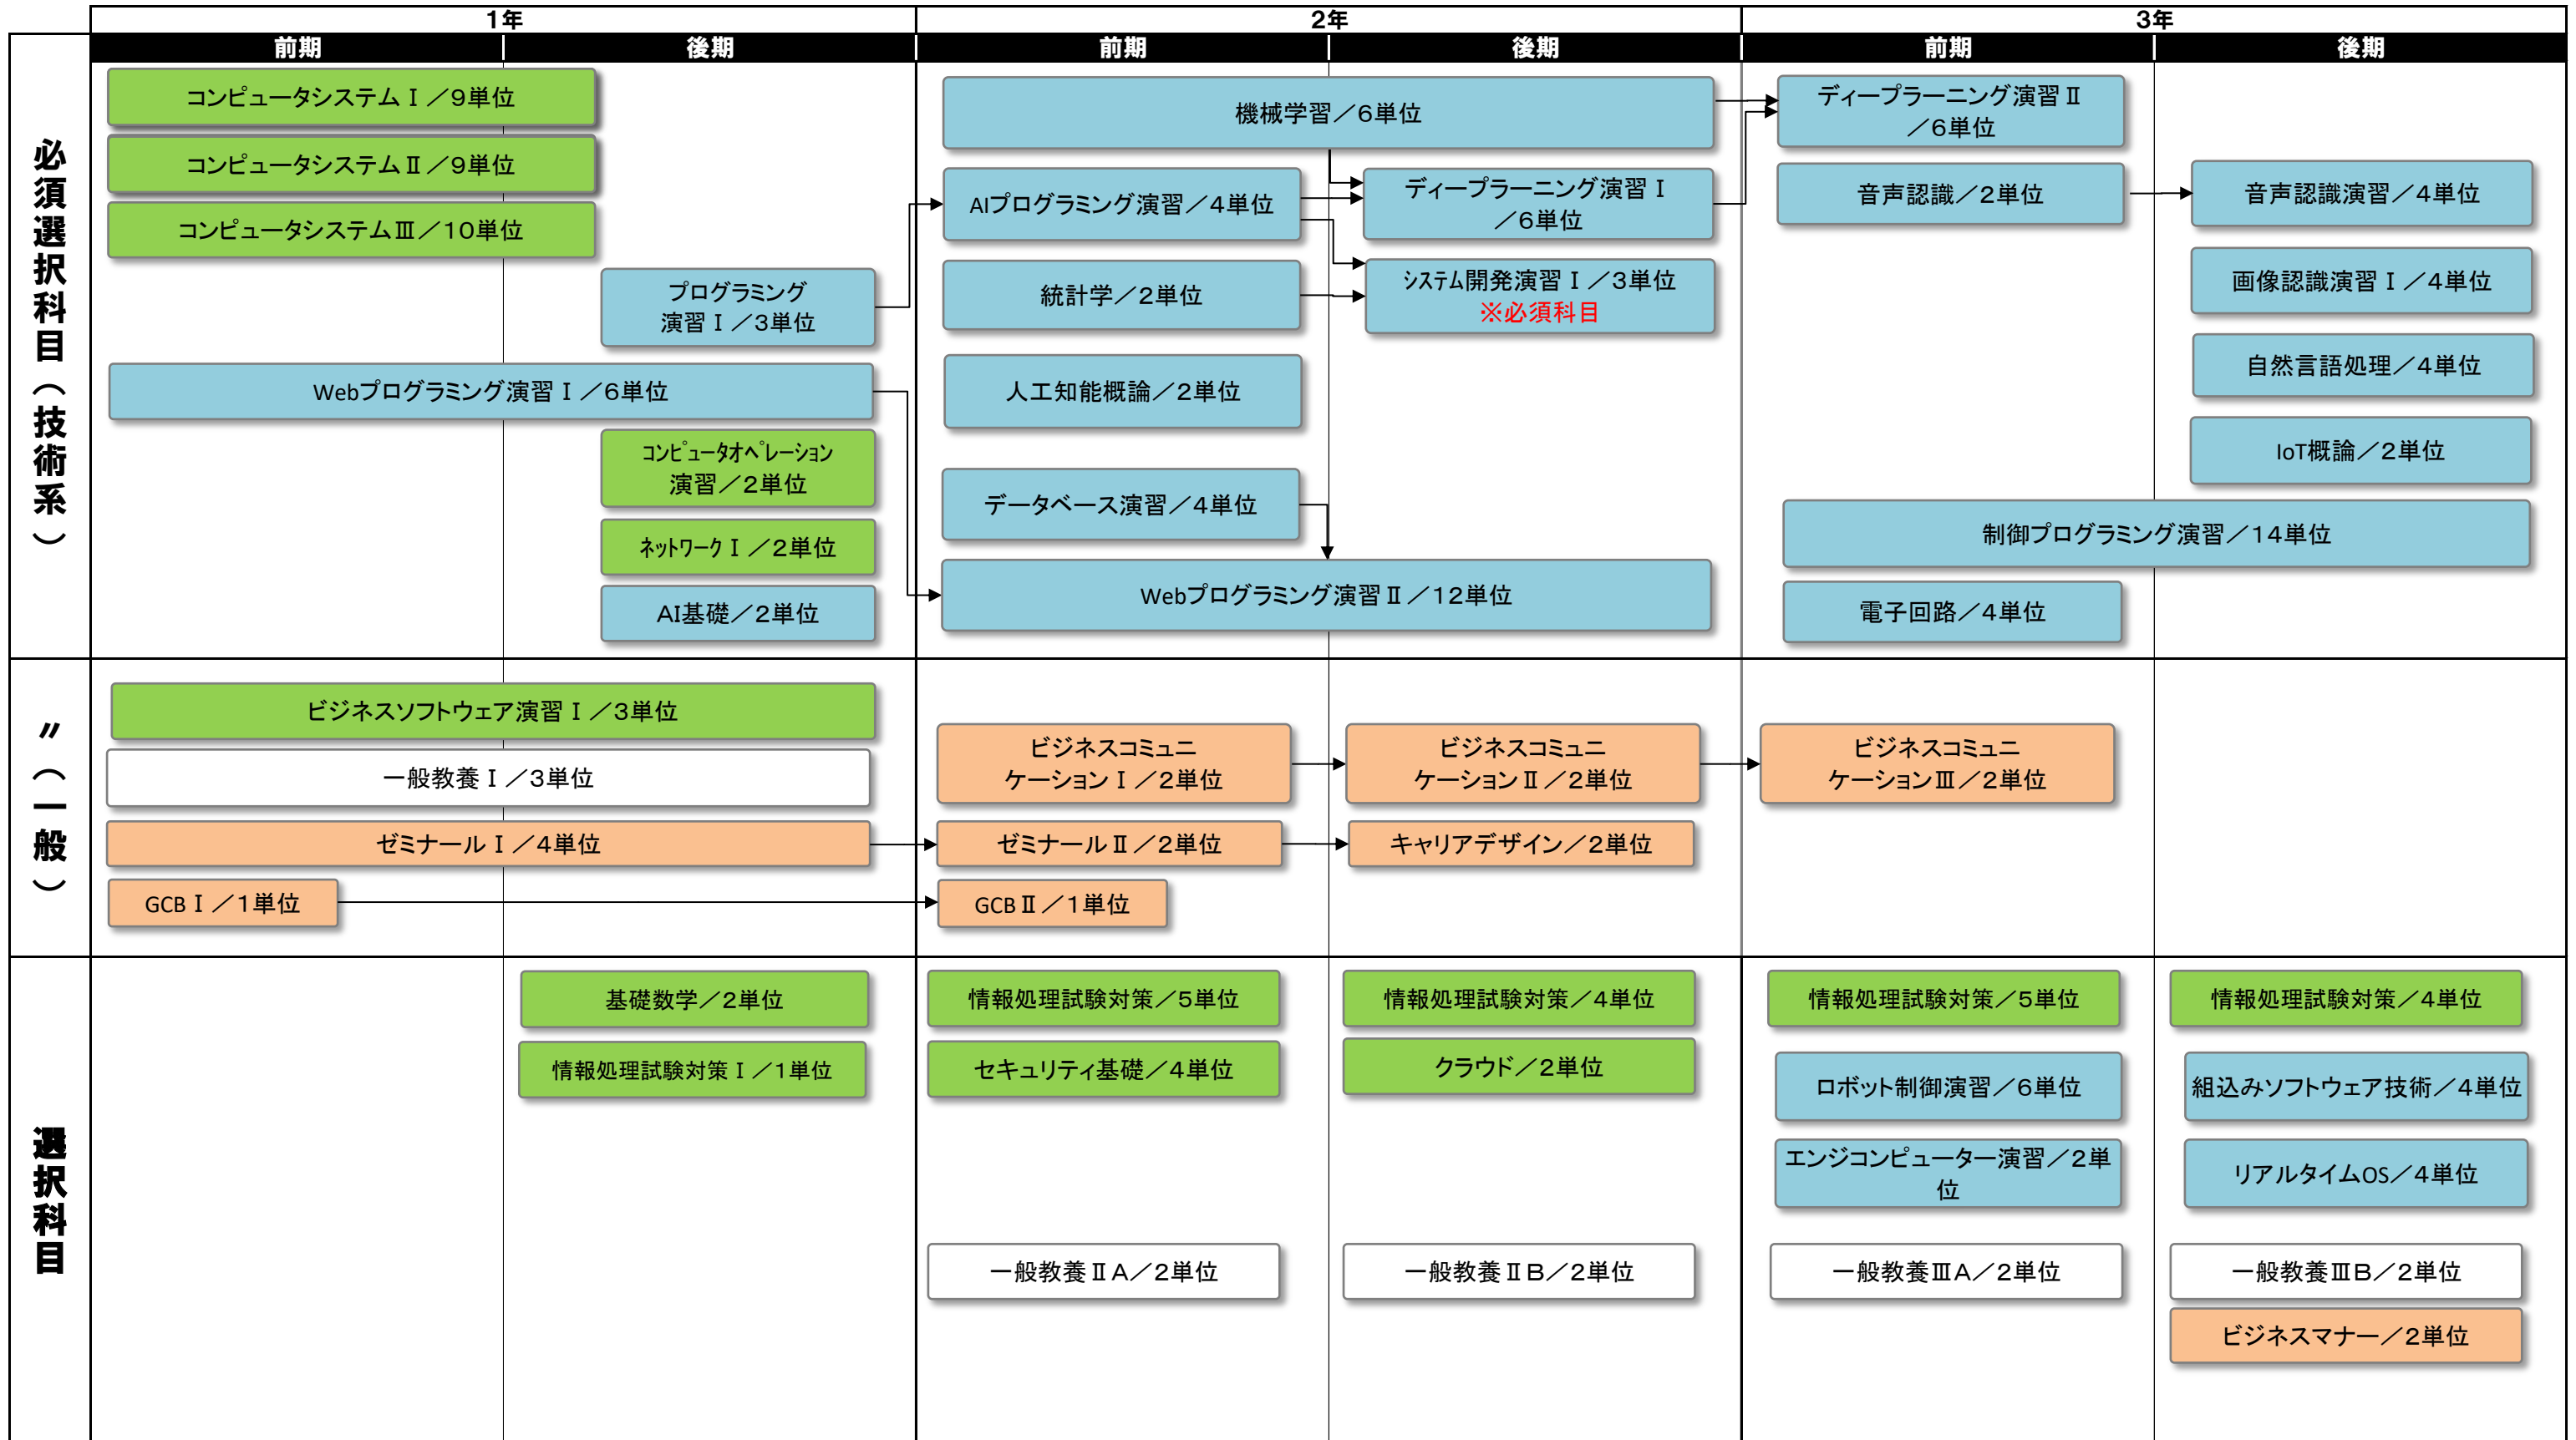 1年
2年
3年
前期
後期
前期
後期
前期
後期
必須選択科目（技術系）
コンピュータシステムⅠ／9単位
コンピュータシステムⅡ／9単位
コンピュータシステムⅢ／10単位
プログラミング
演習Ⅰ／3単位
Webプログラミング演習Ⅰ／6単位
コンピュータオペレーション
演習／2単位
ネットワークⅠ／2単位
AI基礎／2単位
機械学習／6単位
AIプログラミング演習／4単位
ディープラーニング演習Ⅰ
／6単位
統計学／2単位
システム開発演習Ⅰ／3単位
※必須科目
人工知能概論／2単位
データベース演習／4単位
Webプログラミング演習Ⅱ／12単位
ディープラーニング演習Ⅱ
／6単位
音声認識／2単位
音声認識演習／4単位
画像認識演習Ⅰ／4単位
自然言語処理／4単位
IoT概論／2単位
制御プログラミング演習／14単位
電子回路／4単位
〃（一般）
ビジネスソフトウェア演習Ⅰ／3単位
一般教養Ⅰ／3単位
ゼミナールⅠ／4単位
GCBⅠ／1単位
ビジネスコミュニ
ケーションⅠ／2単位
ビジネスコミュニ
ケーションⅡ／2単位
ビジネスコミュニ
ケーションⅢ／2単位
ゼミナールⅡ／2単位
キャリアデザイン／2単位
GCBⅡ／1単位
選択科目
基礎数学／2単位
情報処理試験対策Ⅰ／1単位
情報処理試験対策／5単位
セキュリティ基礎／4単位
一般教養ⅡA／2単位
情報処理試験対策／4単位
クラウド／2単位
一般教養ⅡB／2単位
情報処理試験対策／5単位
ロボット制御演習／6単位
エンジコンピューター演習／2単
位
一般教養ⅢA／2単位
情報処理試験対策／4単位
組込みソフトウェア技術／4単位
リアルタイムOS／4単位
一般教養ⅢB／2単位
ビジネスマナー／2単位